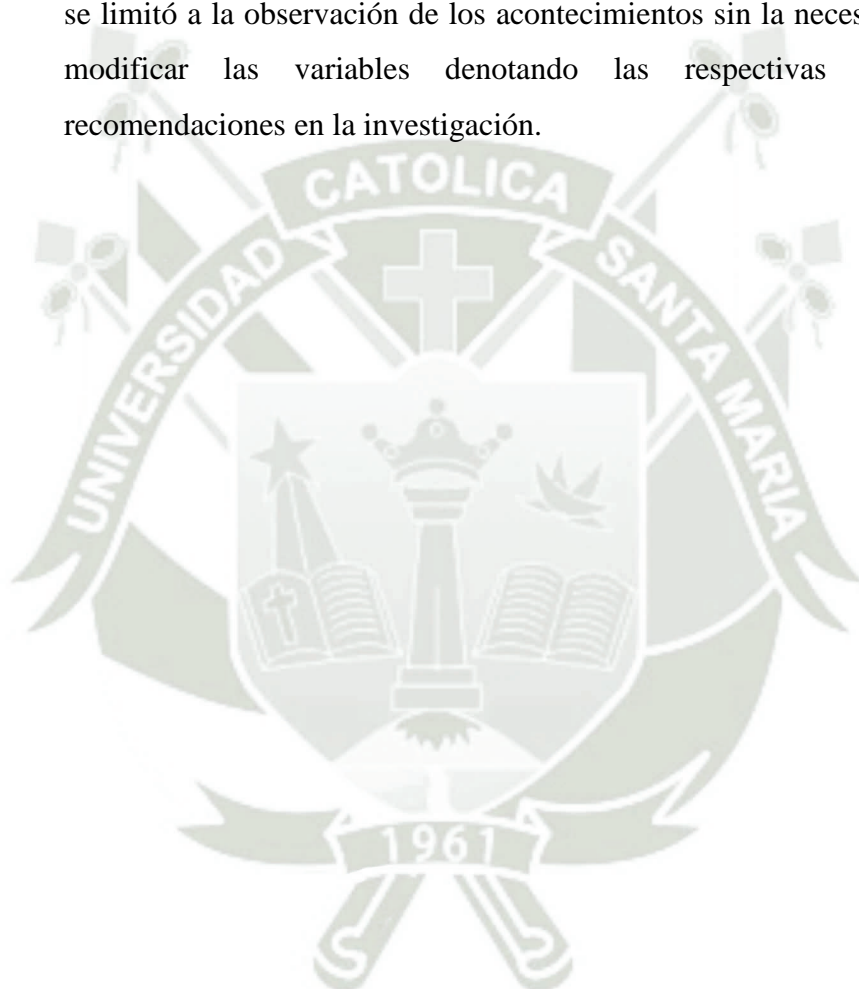 se limitó a la observación de los acontecimientos sin la neces
modificar las variables denotando las respectivas
recomendaciones en la investigación.
UNIVERSIDAD CATOLICA SANTA MARIA
1961